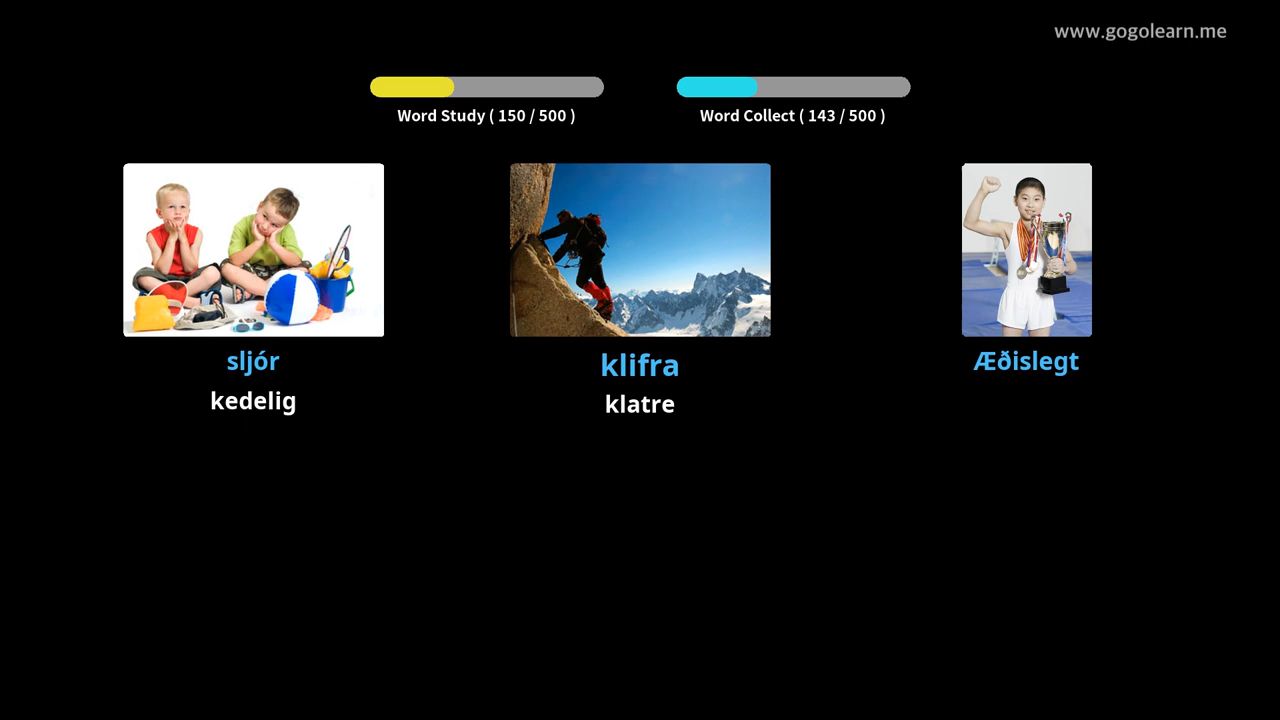 www.gogolearn.me
Word Study ( 150 / 500 )
Word Collect ( 143 / 500 )
sljór
kedelig
klifra
klatre
Æðislegt